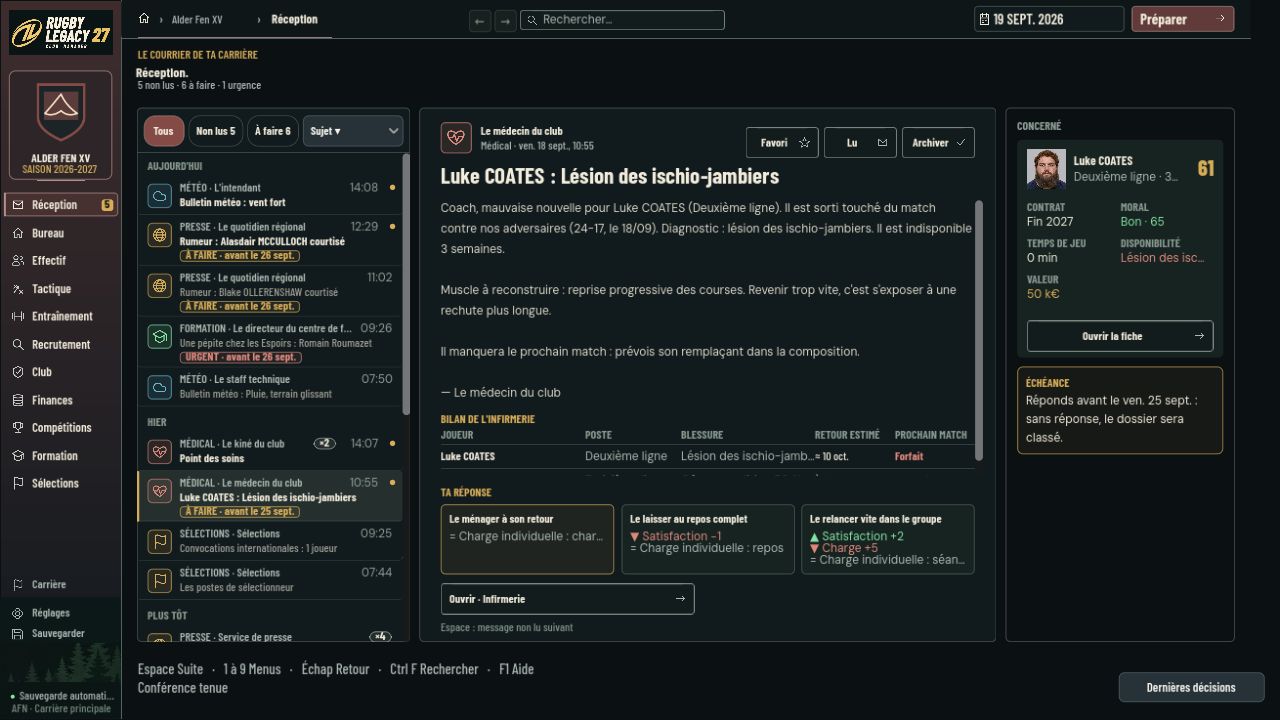 RUGBY
LEGACY 27
CLUB MANAGER
Alder Fen XV
Réception
Rechercher...
19 SEPT. 2026
Préparer
LE COURRIER DE TA CARRIÈRE
Réception.
5 non lus · 6 à faire · 1 urgence
ALDER FEN XV
SAISON 2026-2027
Réception 5
Bureau
Effectif
Tactique
Entraînement
Recrutement
Club
Finances
Compétitions
Formation
Sélections
Carrière
Réglages
Sauvegarder
Sauvegarde automati...
AFN · Carrière principale
Tous
Non lus 5
À faire 6
Sujet ▾
AUJOURD'HUI
MÉTÉO · L'intendant 14:08
Bulletin météo : vent fort
PRESSE · Le quotidien régional 12:29
Rumeur : Alasdair MCCULLOCH courtisé
À FAIRE · avant le 26 sept.
PRESSE · Le quotidien régional 11:02
Rumeur : Blake OLLERENSHAW courtisé
À FAIRE · avant le 26 sept.
FORMATION · Le directeur du centre de f... 09:26
Une pépite chez les Espoirs : Romain Roumazet
URGENT · avant le 26 sept.
MÉTÉO · Le staff technique 07:50
Bulletin météo : Pluie, terrain glissant
HIER
MÉDICAL · Le kiné du club ×2 14:07
Point des soins
MÉDICAL · Le médecin du club 10:55
Luke COATES : Lésion des ischio-jambiers
À FAIRE · avant le 25 sept.
SÉLECTIONS · Sélections 09:25
Convocations internationales : 1 joueur
SÉLECTIONS · Sélections 07:44
Les postes de sélectionneur
PLUS TÔT
PRESSE · Service de presse ×4
Le médecin du club
Médical · ven. 18 sept., 10:55
Favori
Lu
Archiver
Luke COATES : Lésion des ischio-jambiers
Coach, mauvaise nouvelle pour Luke COATES (Deuxième ligne). Il est sorti touché du match
contre nos adversaires (24-17, le 18/09). Diagnostic : lésion des ischio-jambiers. Il est indisponible
3 semaines.
Muscle à reconstruire : reprise progressive des courses. Revenir trop vite, c'est s'exposer à une
rechute plus longue.
Il manquera le prochain match : prévois son remplaçant dans la composition.
— Le médecin du club
BILAN DE L'INFIRMERIE
JOUEUR POSTE BLESSURE RETOUR ESTIMÉ PROCHAIN MATCH
Luke COATES Deuxième ligne Lésion des ischio-jamb... ≈ 10 oct. Forfait
TA RÉPONSE
Le ménager à son retour
= Charge individuelle : char...
Le laisser au repos complet
▼ Satisfaction -1
= Charge individuelle : repos
Le relancer vite dans le groupe
▲ Satisfaction +2
▼ Charge +5
= Charge individuelle : séan...
Ouvrir · Infirmerie
Espace : message non lu suivant
CONCERNÉ
Luke COATES
Deuxième ligne · 3...
61
CONTRAT MORAL
Fin 2027 Bon · 65
TEMPS DE JEU DISPONIBILITÉ
0 min Lésion des isc...
VALEUR
50 k€
Ouvrir la fiche
ÉCHÉANCE
Réponds avant le ven. 25 sept. :
sans réponse, le dossier sera
classé.
Espace Suite · 1 à 9 Menus · Échap Retour · Ctrl F Rechercher · F1 Aide
Conférence tenue
Dernières décisions